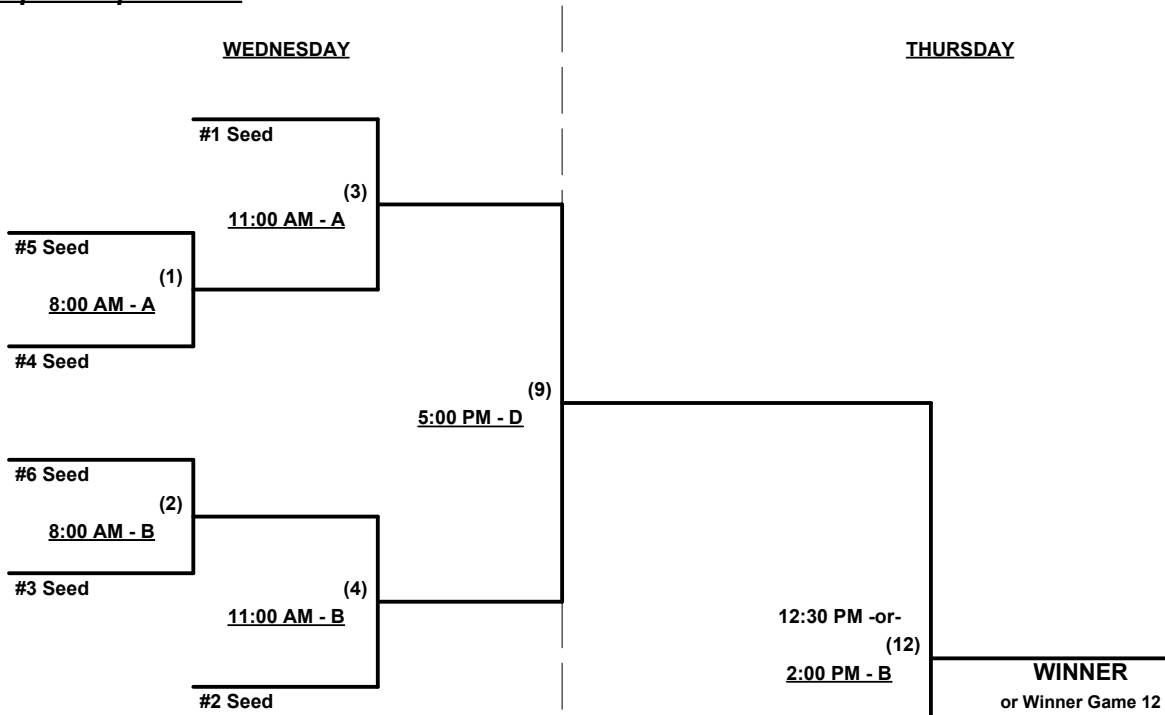 WEDNESDAY
THURSDAY
#1 Seed
(3)
11:00 AM - A
#5 Seed
(1)
8:00 AM - A
#4 Seed
(9)
5:00 PM - D
#6 Seed
(2)
8:00 AM - B
#3 Seed
(4)
11:00 AM - B
12:30 PM -or-
(12)
2:00 PM - B
WINNER
#2 Seed
or Winner Game 12